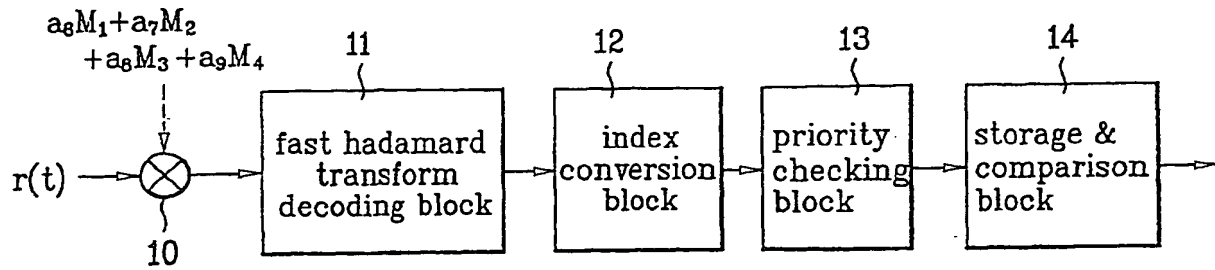 a₆M₁+a₇M₂
+a₈M₃+a₉M₄
11
12
13
14
r(t)
fast hadamard
transform
decoding block
index
conversion
block
priority
checking
block
storage &
comparison
block
10